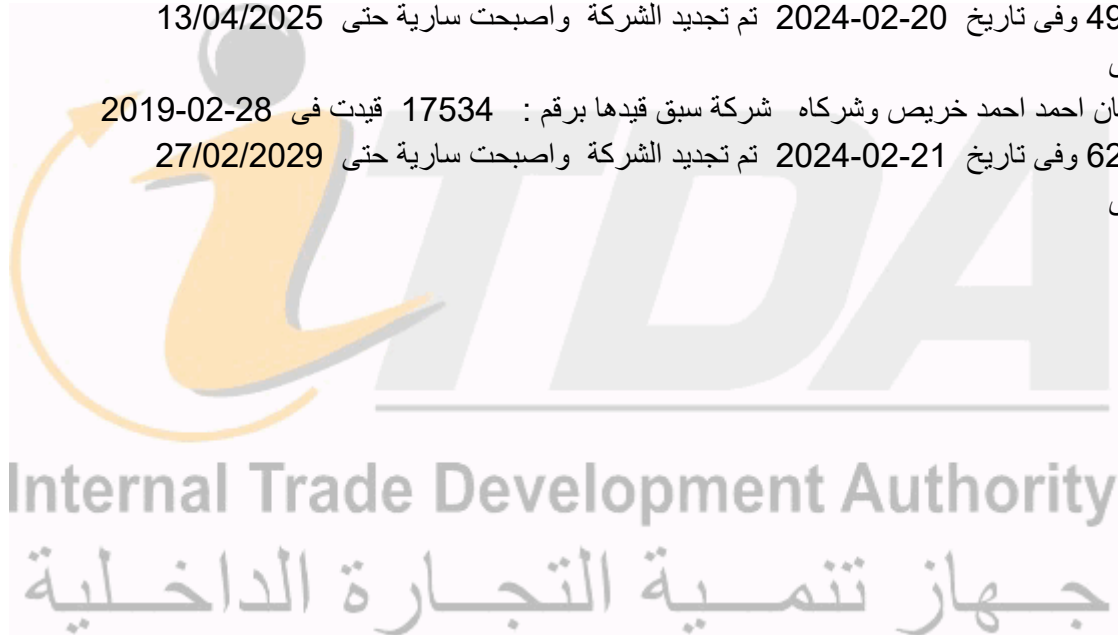 49 وفى تاريخ 20-02-2024 تم تجديد الشركة واصبحت سارية حتى 13/04/2025
ان احمد احمد خريص وشركاه شركة سبق قيدها برقم : 17534 قيدت فى 28-02-2019
62 وفى تاريخ 21-02-2024 تم تجديد الشركة واصبحت سارية حتى 27/02/2029
iTDA
Internal Trade Development Authority
جهاز تنمية التجارة الداخلية